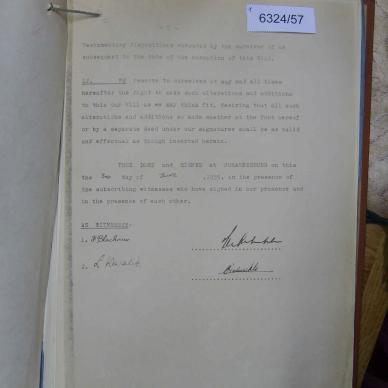 6324/57
Testamentary dispositions executed by the survivor of us
subsequent to the date of the execution of this Will.
WE reserve to ourselves at any and all times
hereafter the right to make such alterations and additions
to this Our Will as we may think fit, desiring that all such
alterations and additions so made whether at the foot hereof
or by a separate deed under our signatures shall be as valid
and effectual as though inserted herein.
THUS DONE and SIGNED at JOHANNESBURG on this
the day of June , in the presence of
the subscribing witnesses who have signed in our presence and
in the presence of each other.
AS WITNESSES:
1.
2.